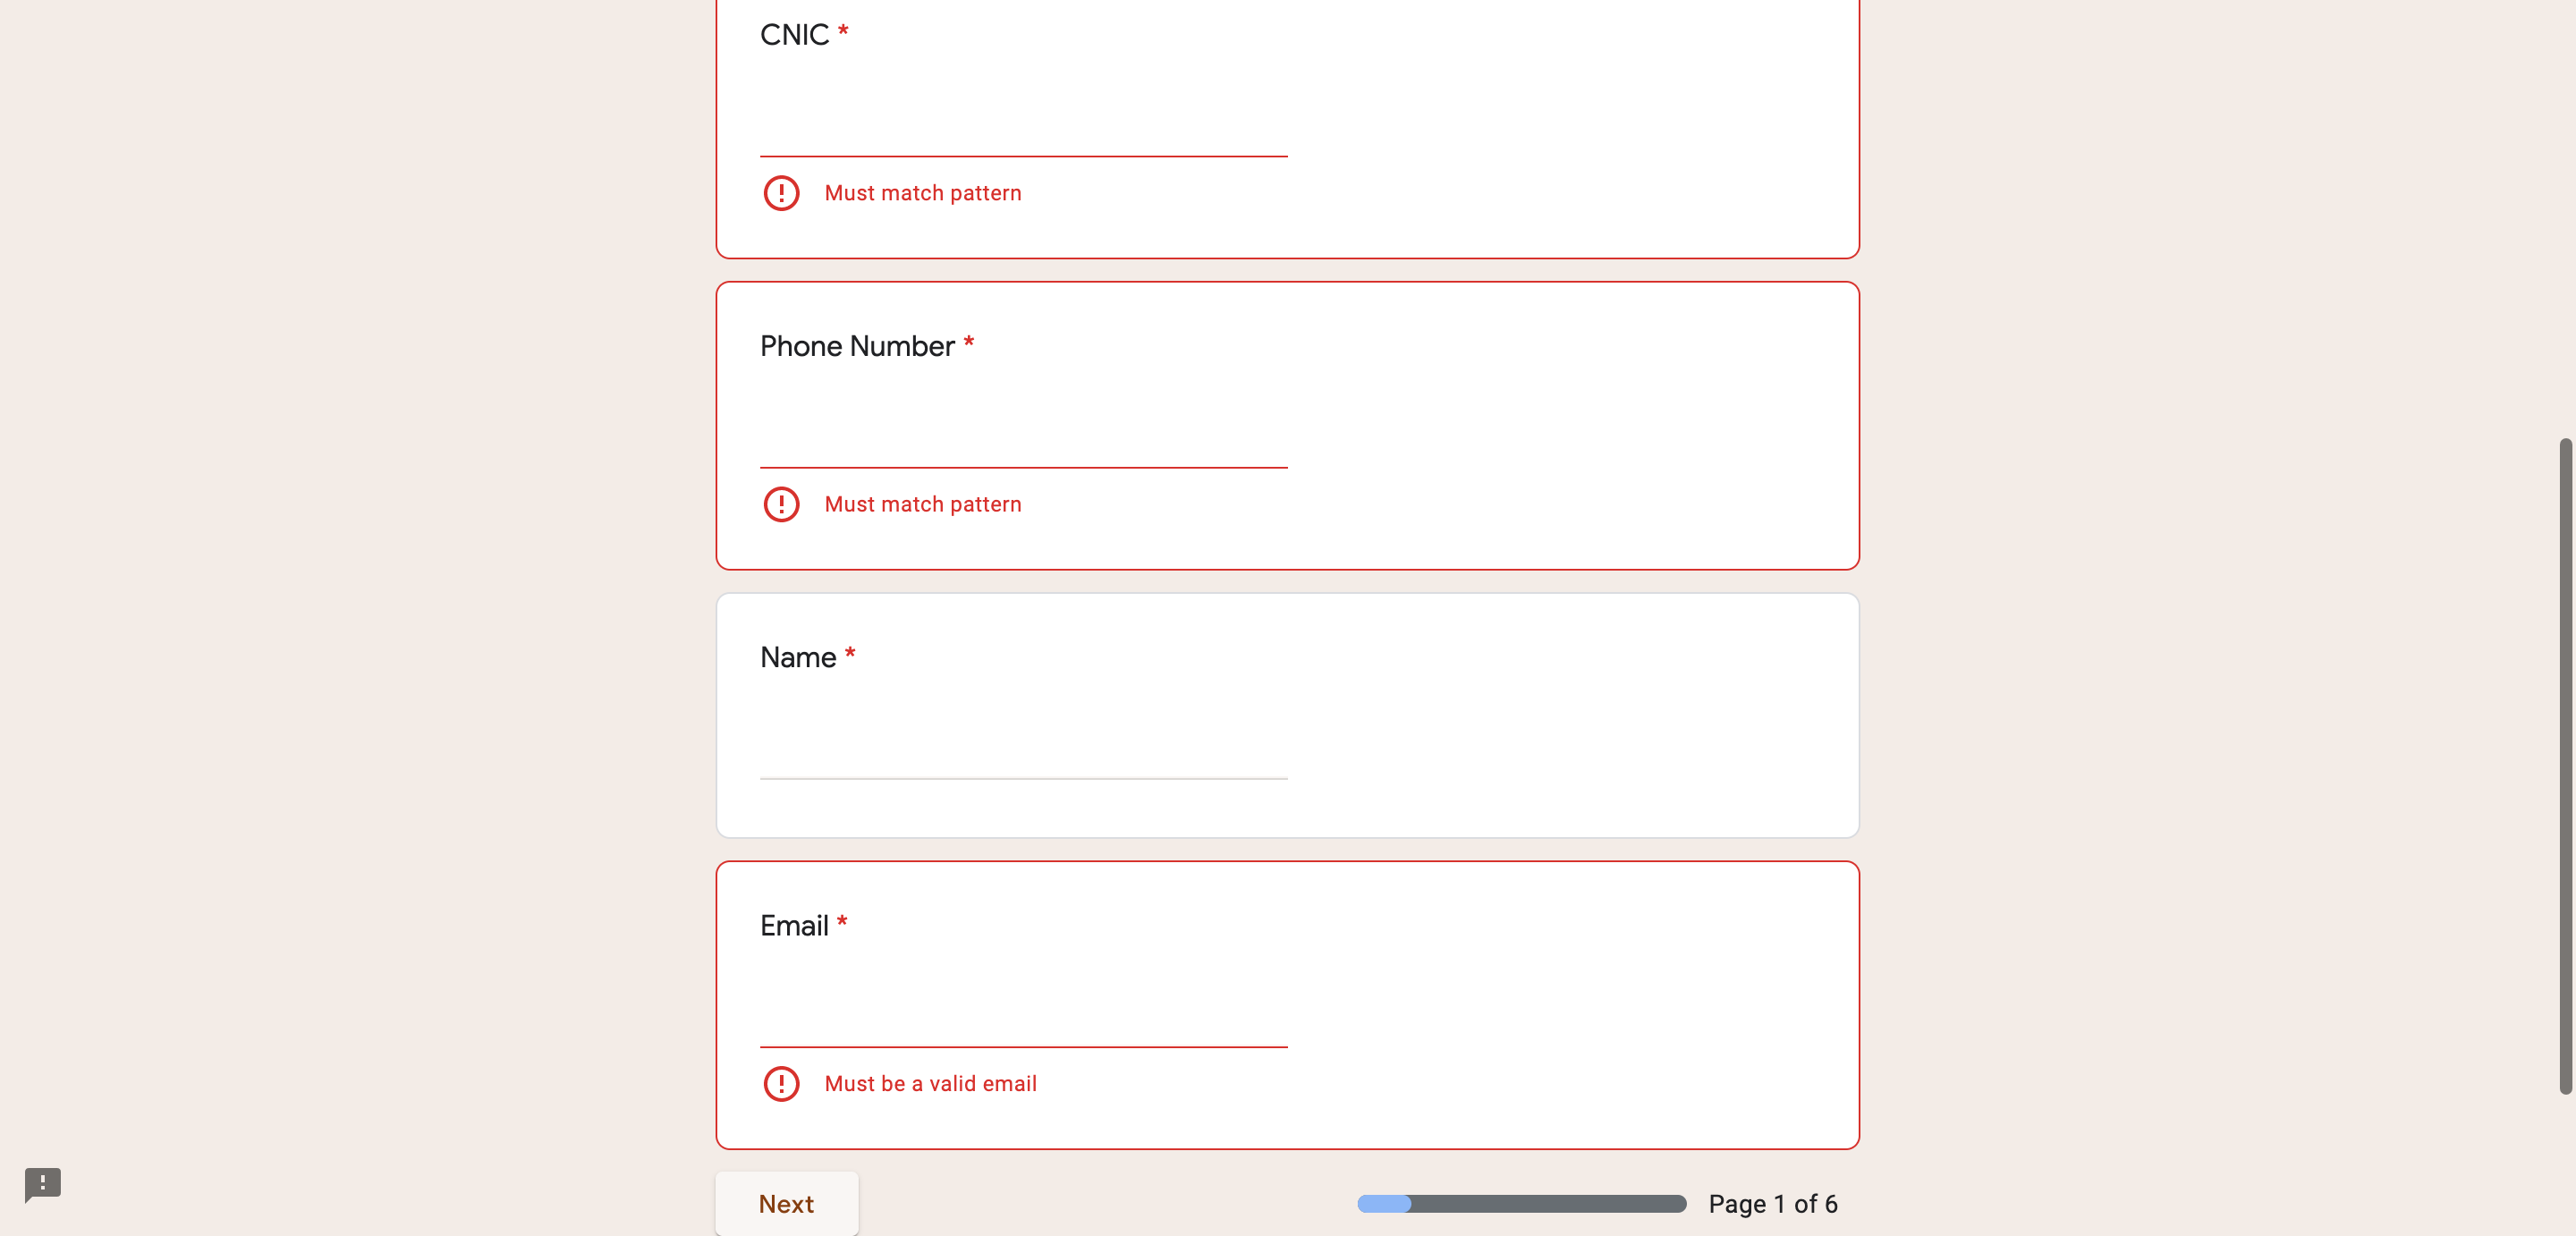 CNIC *
Must match pattern
Phone Number *
Must match pattern
Name *
Email *
Must be a valid email
Next
Page 1 of 6